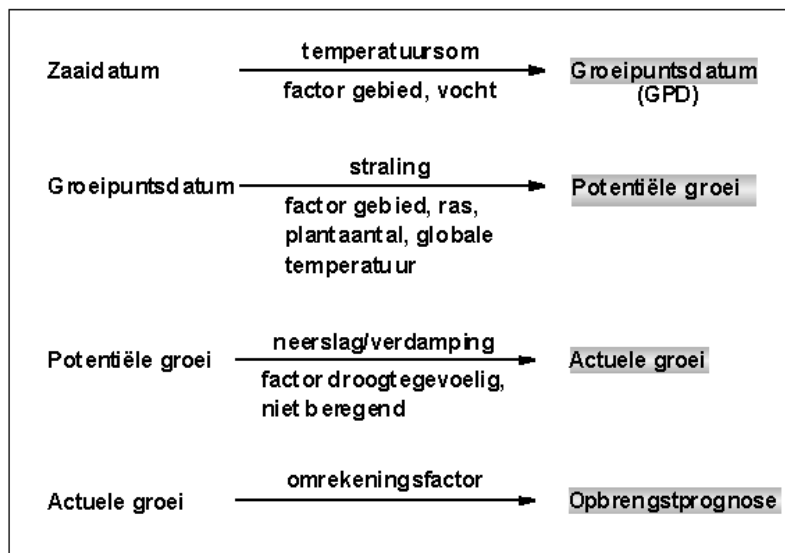 temperatuursom
Zaaidatum
Groeipuntsdatum
factor gebied, vocht
(GPD)
straling
Groeipuntsdatum
Potentiële groei
factor gebied, ras,
plantaantal, globale
temperatuur
neerslag/verdamping
Potentiële groei
Actuele groei
factor droogtegevoelig,
niet beregend
omrekeningsfactor
Actuele groei
Opbrengstprognose